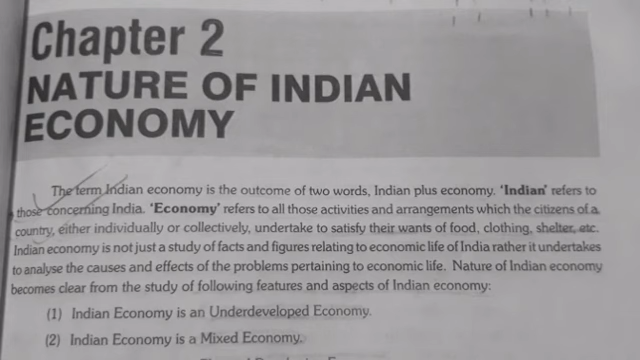 Chapter 2
NATURE OF INDIAN
ECONOMY
The term Indian economy is the outcome of two words, Indian plus economy. 'Indian' refers to
those concerning India. 'Economy' refers to all those activities and arrangements which the citizens of a
country, either individually or collectively, undertake to satisfy their wants of food, clothing, shelter, etc.
Indian economy is not just a study of facts and figures relating to economic life of India rather it undertakes
to analyse the causes and effects of the problems pertaining to economic life. Nature of Indian economy
becomes clear from the study of following features and aspects of Indian economy:
(1) Indian Economy is an Underdeveloped Economy.
(2) Indian Economy is a Mixed Economy.